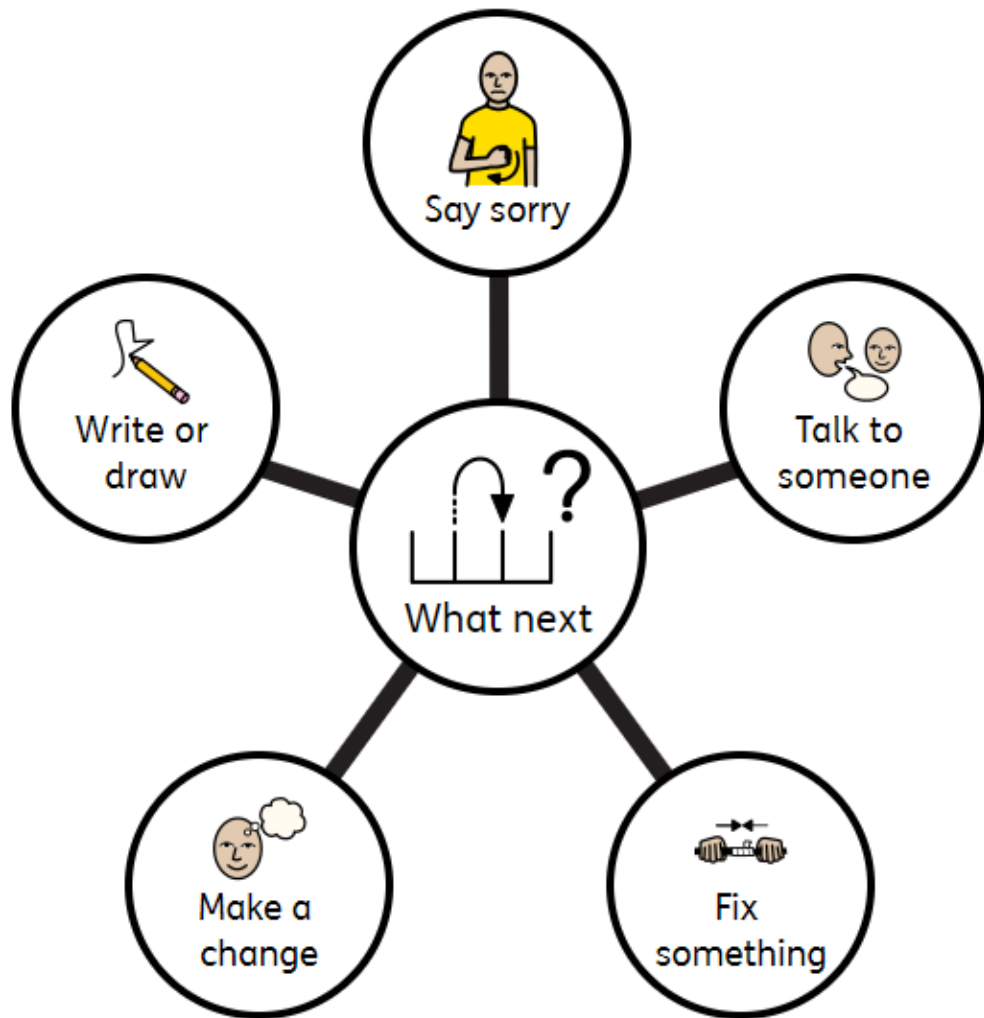 Say sorry
Write or
draw
Talk to
someone
?
What next
Make a
change
Fix
something